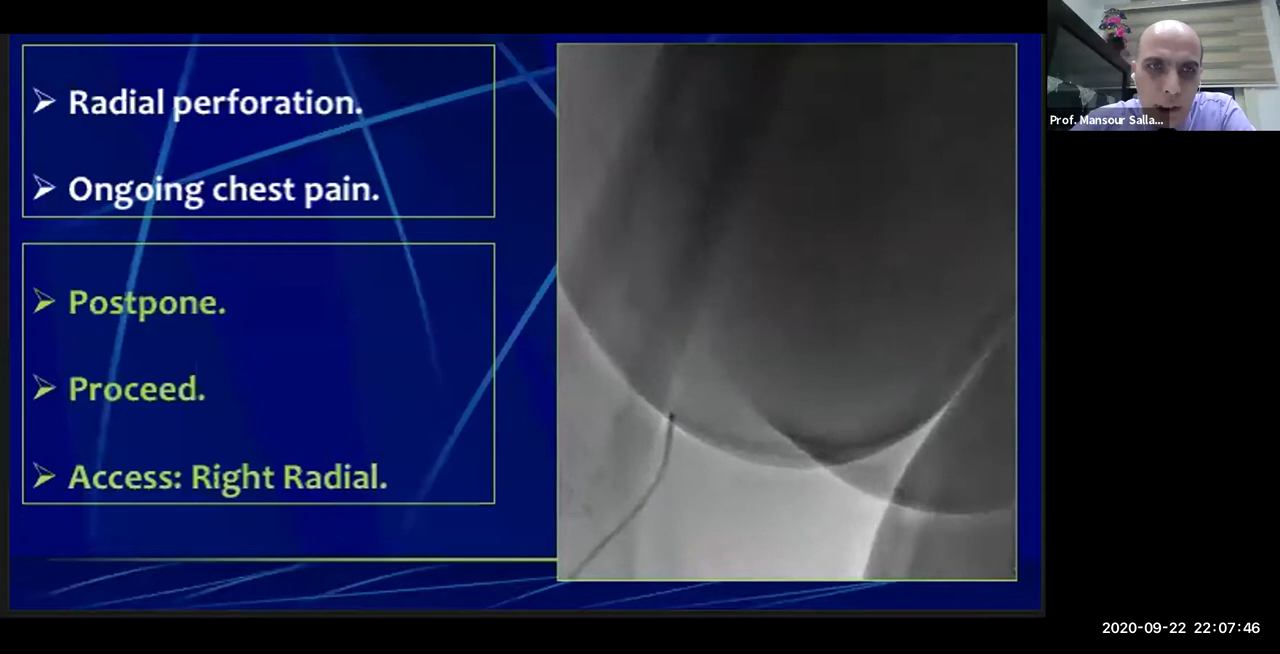 Radial perforation.
Ongoing chest pain.
Postpone.
Proceed.
Access: Right Radial.
Prof. Mansour Salla...
2020-09-22 22:07:46